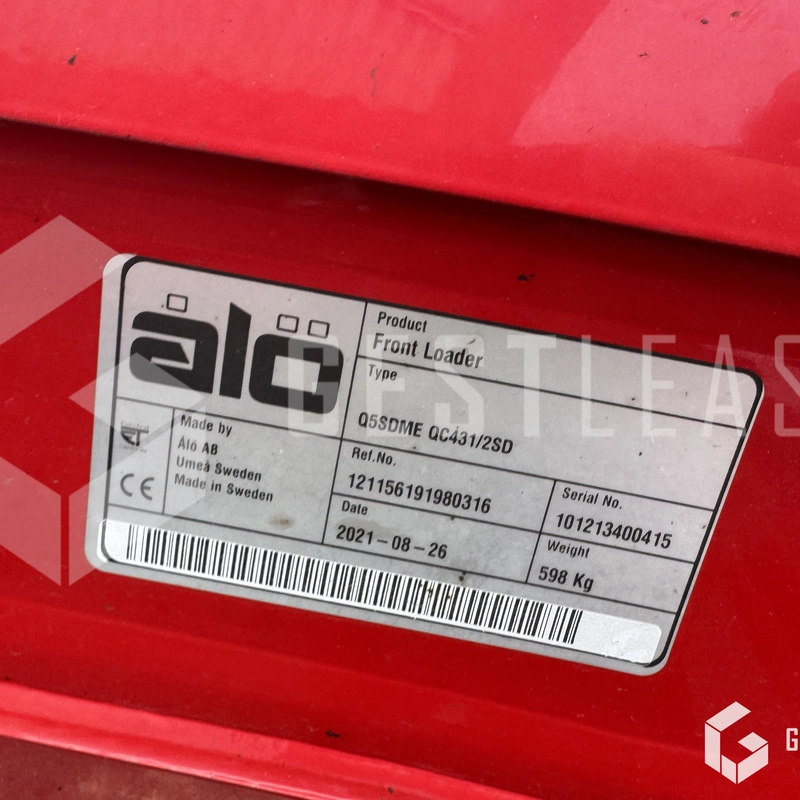 ålö
Product
Front Loader
Type
Q5SDME QC431/2SD
Made by
Ålö AB
Umeå Sweden
Made in Sweden
CE
Ref.No.
121156191980316
Serial No.
101213400415
Date
2021-08-26
Weight
598 Kg
GESTLEAS
G